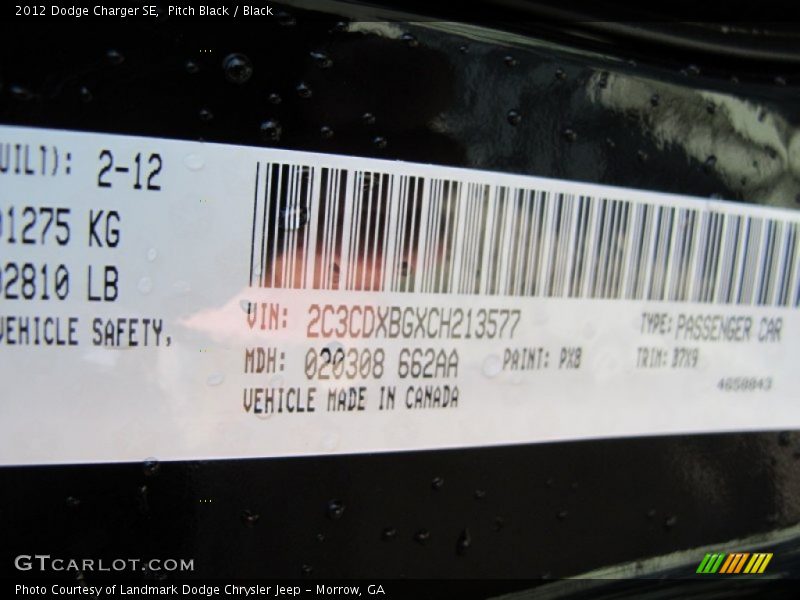 2012 Dodge Charger SE, Pitch Black / Black
2-12
1275 KG
2810 LB
VEHICLE SAFETY,
VIN: 2C3CDXBGXCH213577 TYPE: PASSENGER CAR
MDH: 020308 662AA PAINT: PX8 TRIM: B7X9
VEHICLE MADE IN CANADA
GTCARLOT.COM
Photo Courtesy of Landmark Dodge Chrysler Jeep – Morrow, GA